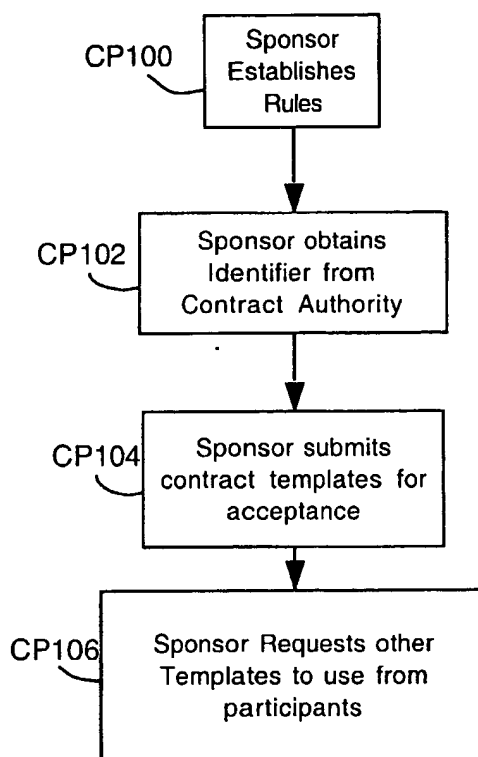 CP100
Sponsor
Establishes
Rules
CP102
Sponsor obtains
Identifier from
Contract Authority
CP104
Sponsor submits
contract templates for
acceptance
CP106
Sponsor Requests other
Templates to use from
participants